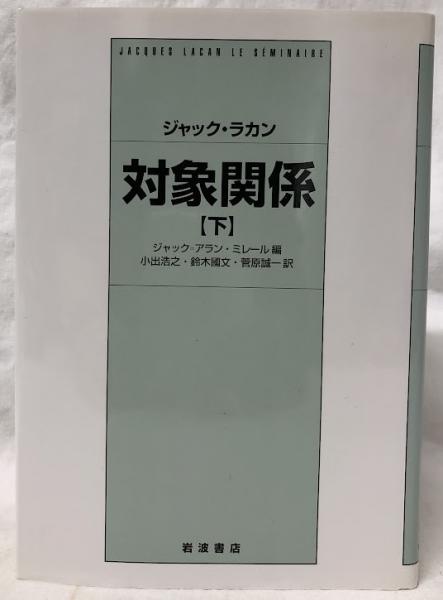 JACQUES LACAN LE SÉMINAIRE
ジャック・ラカン
対象関係
【下】
ジャック=アラン・ミレール編
小出浩之・鈴木國文・菅原誠一訳
岩波書店